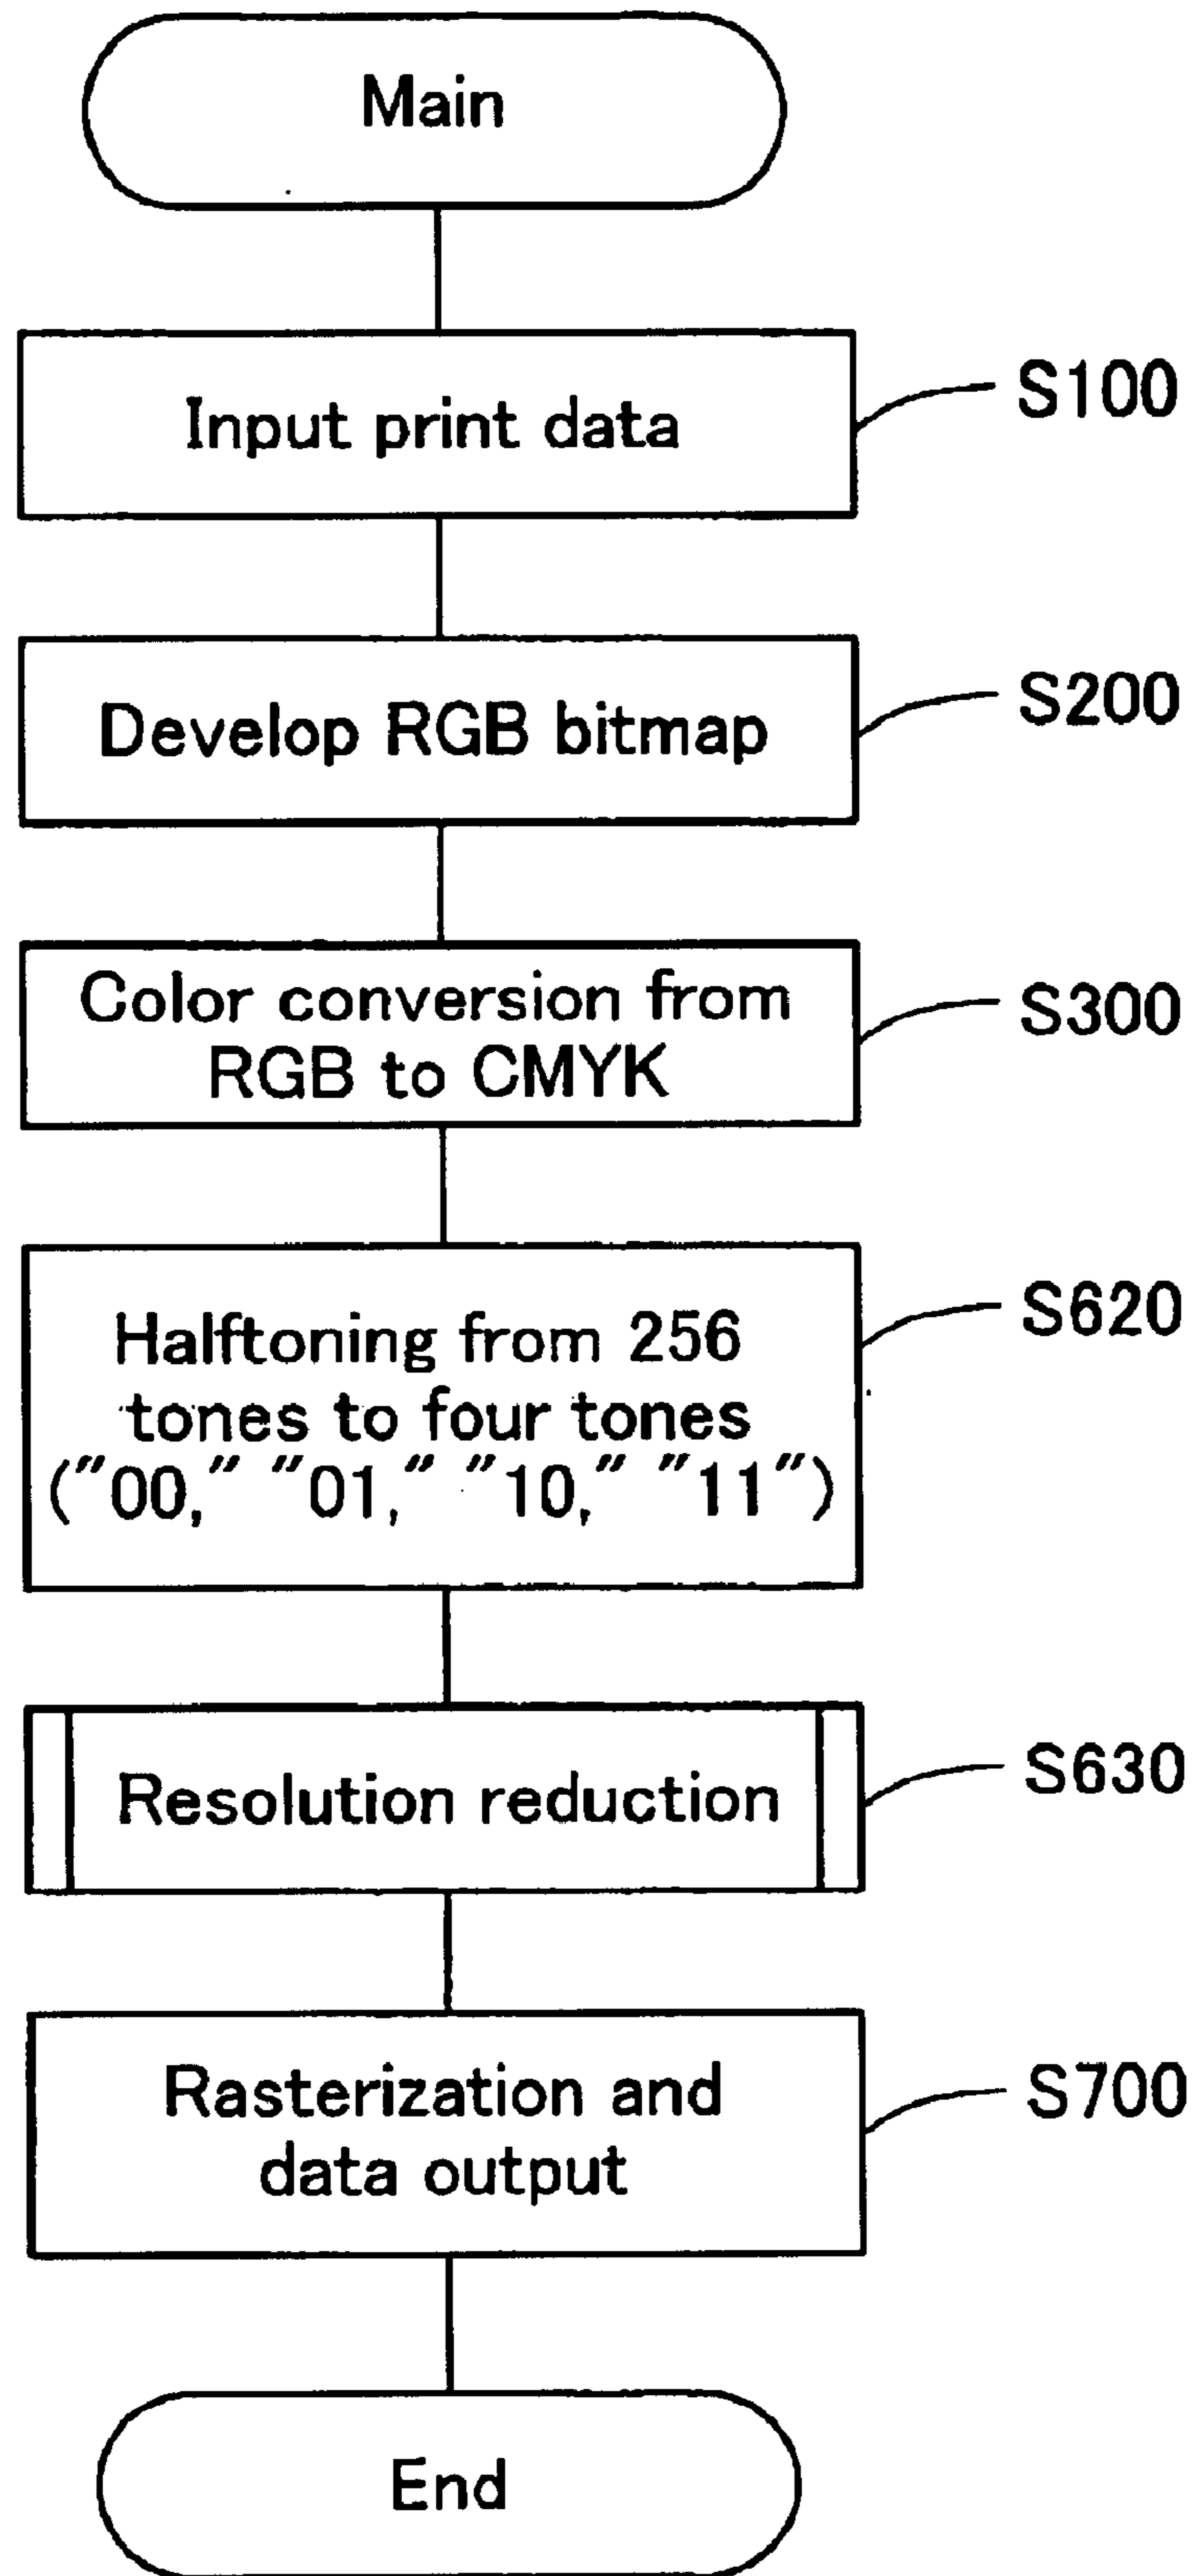 Main
Input print data
S100
Develop RGB bitmap
S200
Color conversion from
RGB to CMYK
S300
Halftoning from 256
tones to four tones
("00," "01," "10," "11")
S620
Resolution reduction
S630
Rasterization and
data output
S700
End